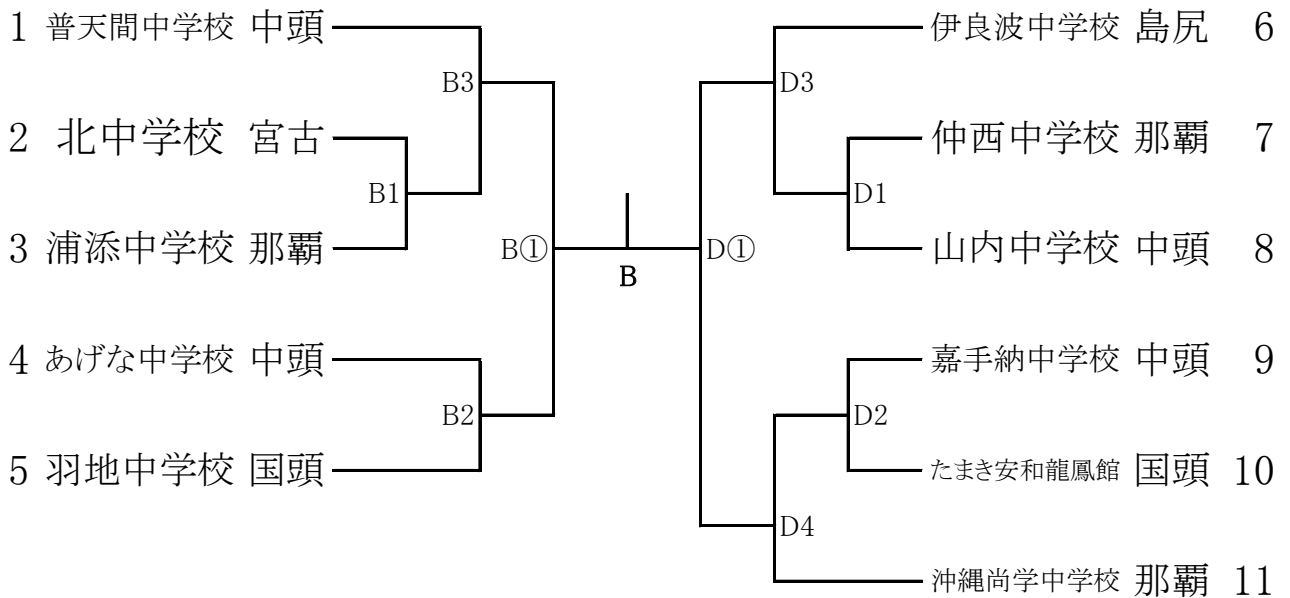 1 普天間中学校 中頭
B3
2 北中学校 宮古
B1
3 浦添中学校 那覇
B①
4 あげな中学校 中頭
B2
5 羽地中学校 国頭
B
伊良波中学校 島尻 6
D3
仲西中学校 那覇 7
D1
山内中学校 中頭 8
D①
嘉手納中学校 中頭 9
D2
たまき安和龍鳳館 国頭 10
D4
沖縄尚学中学校 那覇 11